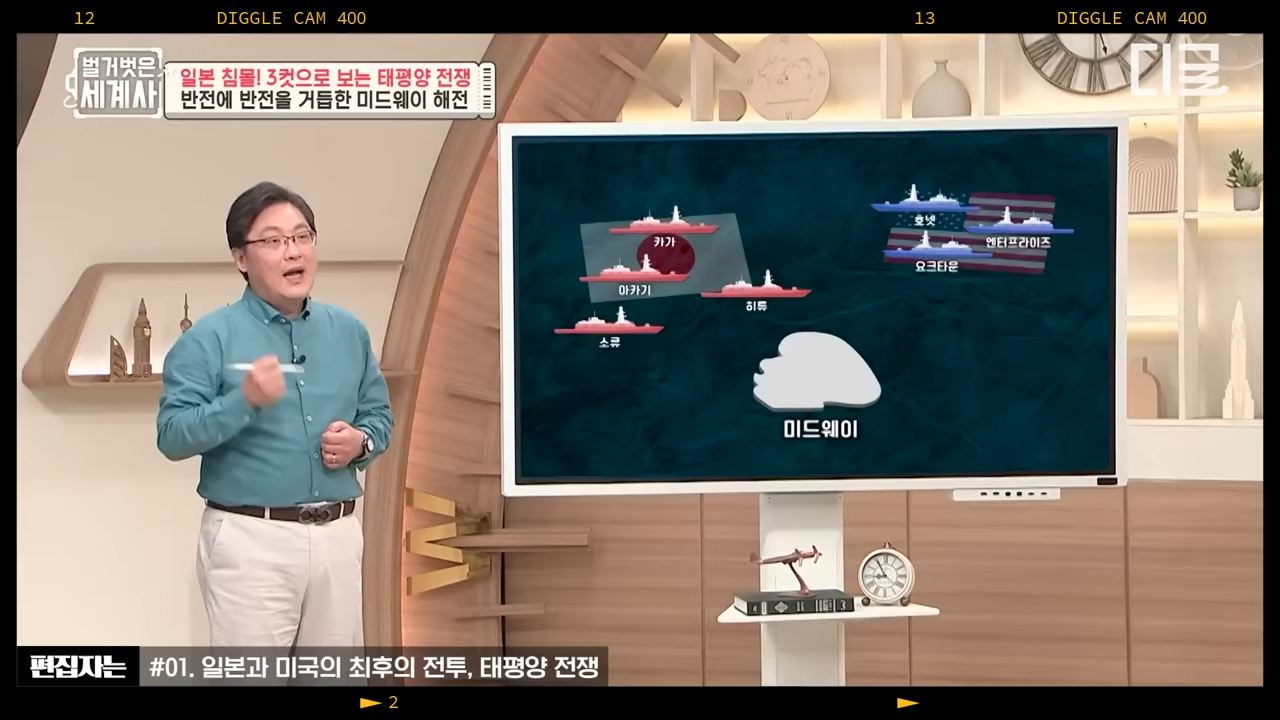 12 DIGGLE CAM 400 13 DIGGLE CAM 400
벌거벗은
세계사
일본 침몰! 3컷으로 보는 태평양 전쟁
반전에 반전을 거듭한 미드웨이 해전
디글
카가
아카기
히류
소류
호넷
엔터프라이즈
요크타운
미드웨이
편집자는 #01. 일본과 미국의 최후의 전투, 태평양 전쟁
2